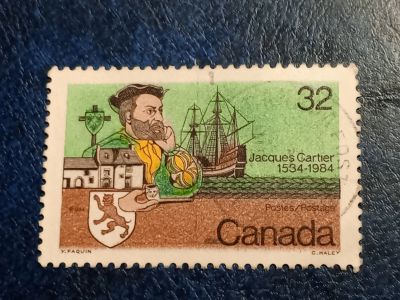 32
Jacques Cartier
1534-1984
Postes/Postage
Canada
Y. PAQUIN
C. HALEY